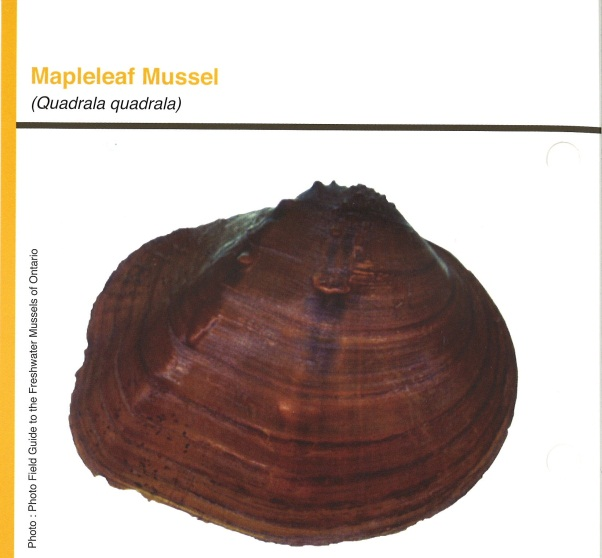 Mapleleaf Mussel
(Quadrala quadrala)
Photo : Photo Field Guide to the Freshwater Mussels of Ontario